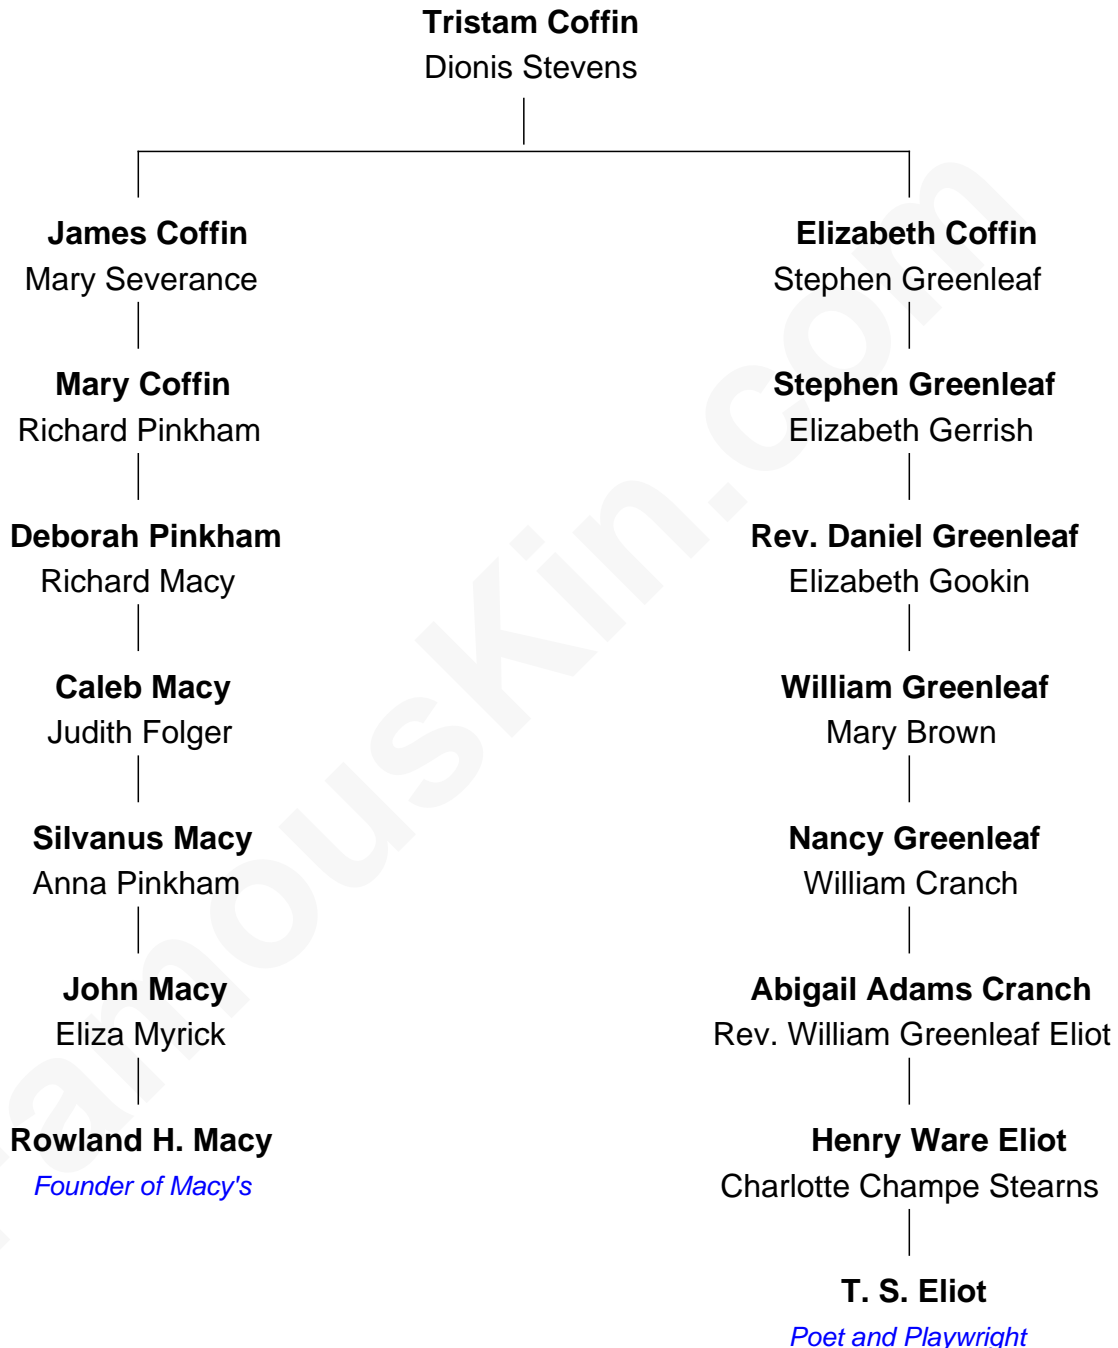 Tristam Coffin
Dionis Stevens
James Coffin
Mary Severance
Mary Coffin
Richard Pinkham
Deborah Pinkham
Richard Macy
Caleb Macy
Judith Folger
Silvanus Macy
Anna Pinkham
John Macy
Eliza Myrick
Rowland H. Macy
Founder of Macy's
Elizabeth Coffin
Stephen Greenleaf
Stephen Greenleaf
Elizabeth Gerrish
Rev. Daniel Greenleaf
Elizabeth Gookin
William Greenleaf
Mary Brown
Nancy Greenleaf
William Cranch
Abigail Adams Cranch
Rev. William Greenleaf Eliot
Henry Ware Eliot
Charlotte Champe Stearns
T. S. Eliot
Poet and Playwright
FamousKin.com